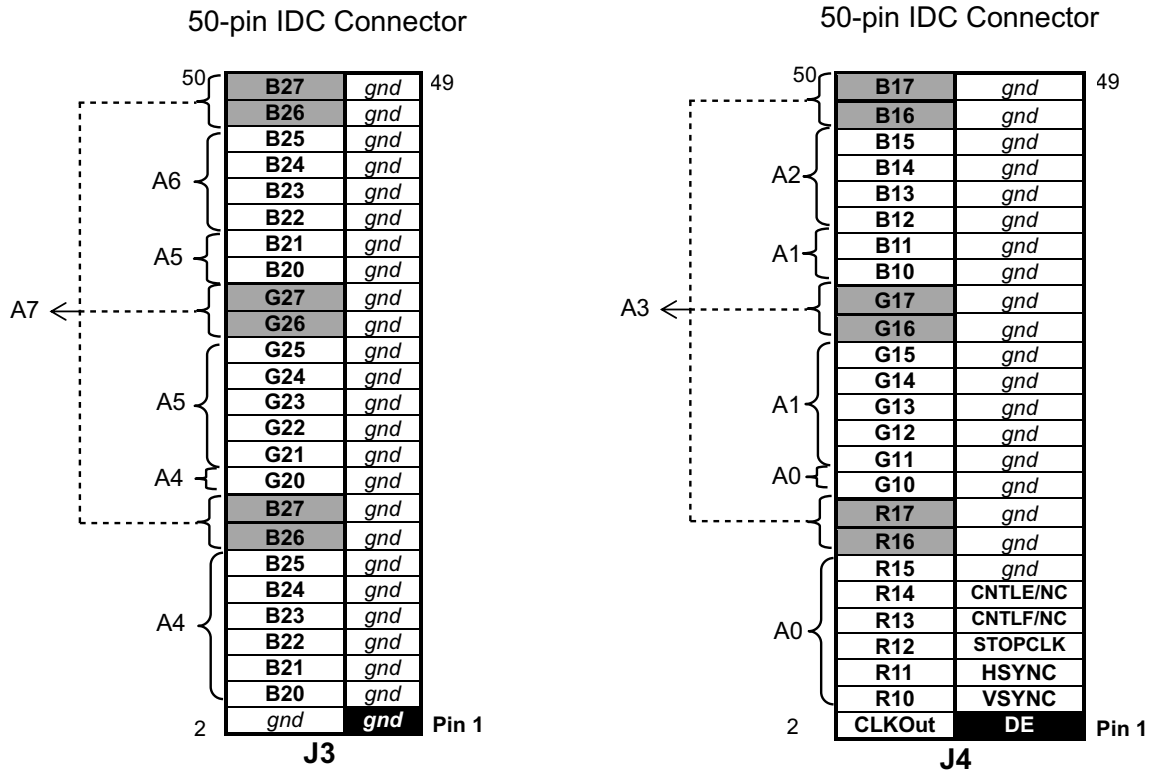 50-pin IDC Connector
50 B27 gnd 49
B26 gnd
B25 gnd
A6 B24 gnd
B23 gnd
B22 gnd
A5 B21 gnd
B20 gnd
A7 G27 gnd
G26 gnd
G25 gnd
G24 gnd
A5 G23 gnd
G22 gnd
G21 gnd
A4 G20 gnd
B27 gnd
B26 gnd
B25 gnd
B24 gnd
A4 B23 gnd
B22 gnd
B21 gnd
B20 gnd
2 gnd gnd Pin 1
J3
50-pin IDC Connector
50 B17 gnd 49
B16 gnd
B15 gnd
A2 B14 gnd
B13 gnd
B12 gnd
A1 B11 gnd
B10 gnd
A3 G17 gnd
G16 gnd
G15 gnd
G14 gnd
A1 G13 gnd
G12 gnd
G11 gnd
A0 G10 gnd
R17 gnd
R16 gnd
R15 gnd
R14 CNTLE/NC
A0 R13 CNTLF/NC
R12 STOPCLK
R11 HSYNC
R10 VSYNC
2 CLKOut DE Pin 1
J4